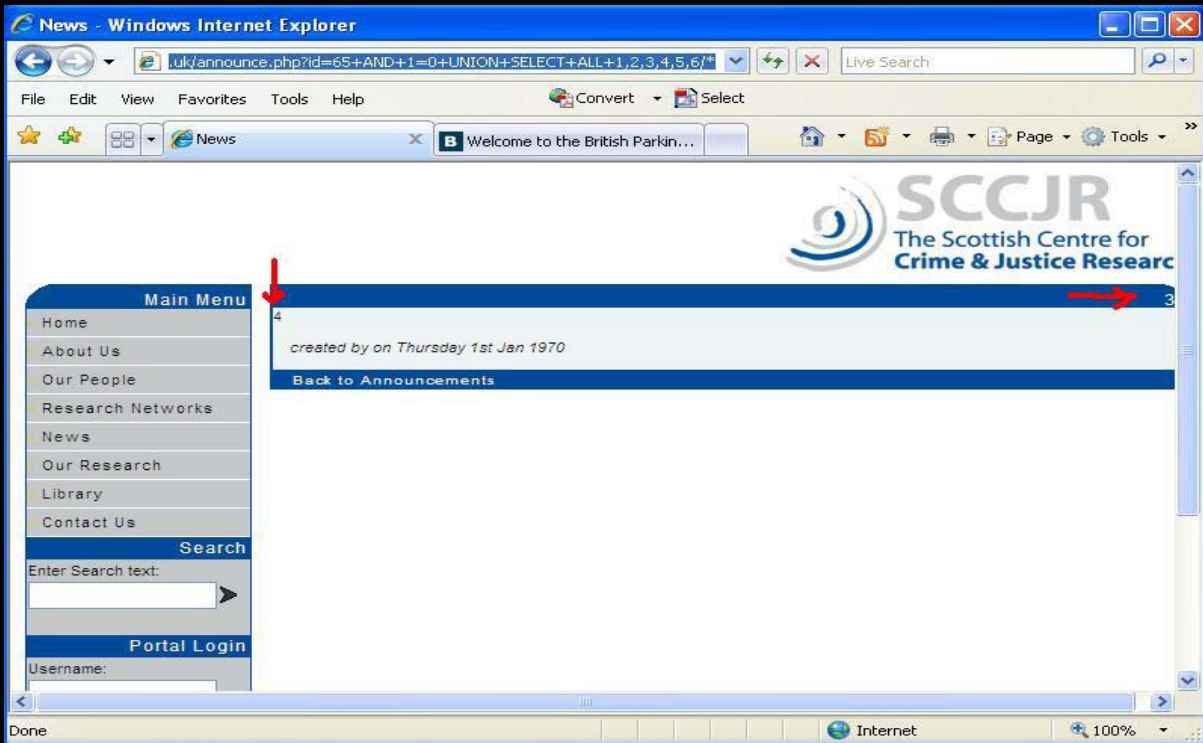 News - Windows Internet Explorer
.uk/announce.php?id=65+AND+1=0+UNION+SELECT+ALL+1,2,3,4,5,6/*
Live Search
File Edit View Favorites Tools Help
Convert
Select
News
B Welcome to the British Parkin...
Page
Tools
»
SCCJR
The Scottish Centre for
Crime & Justice Researc
Main Menu
3
Home
4
About Us
created by on Thursday 1st Jan 1970
Our People
Back to Announcements
Research Networks
News
Our Research
Library
Contact Us
Search
Enter Search text:
Portal Login
Username:
Done
Internet
100%